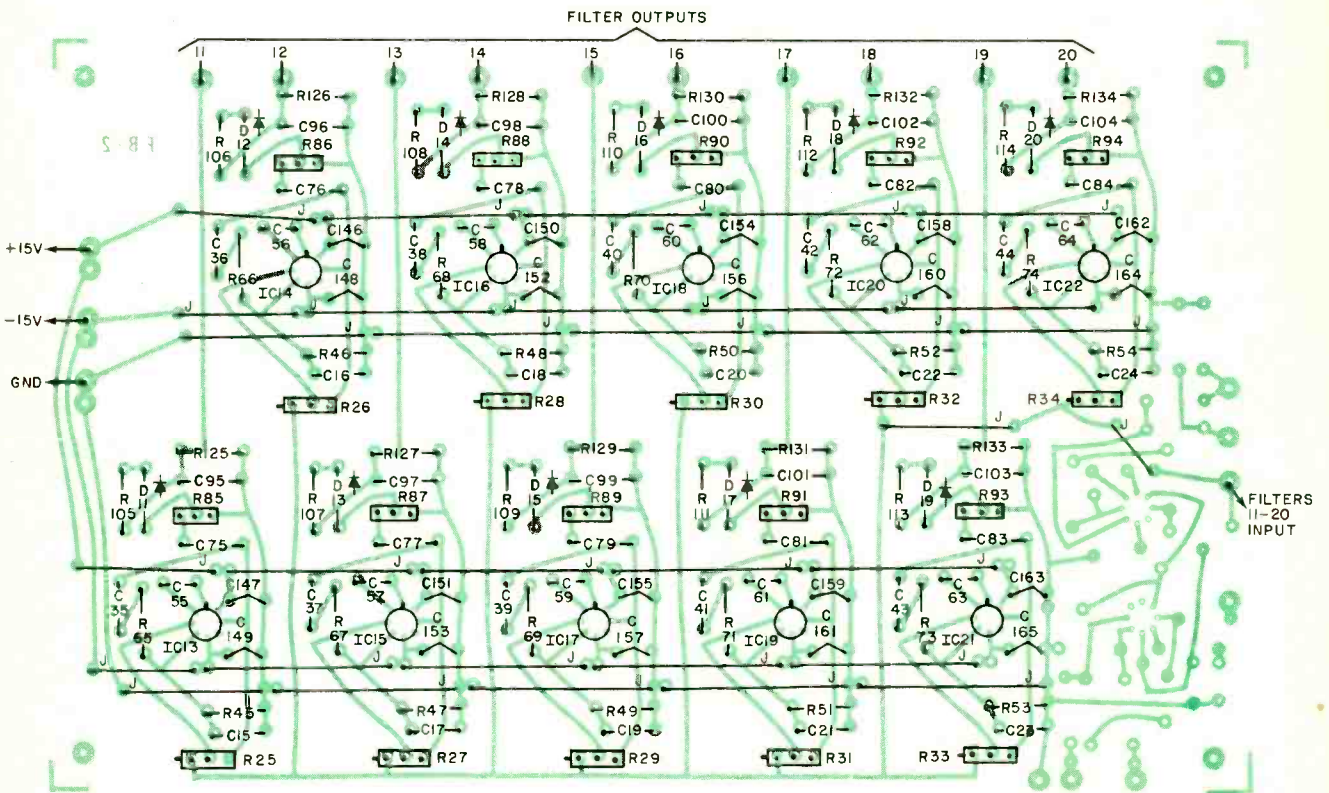 FILTER OUTPUTS
11 12 13 14 15 16 17 18 19 20
R126 R128 R130 R132 R134
C96 C98 C100 C102 C104
R 106 D 12 R86
R 108 D 14 R88
R 110 D 16 R90
R 112 D 18 R92
R 114 D 20 R94
FB-2
C76 C78 C80 C82 C84
J J J J
+15V
C 36 R66 C 56 C146 C 148 IC14
C 38 R 68 C 58 C150 C 152 IC16
C 40 R70 C 60 C154 C 156 IC18
C 42 R 72 C 62 C158 C 160 IC20
C 44 R 74 C 64 C162 C 164 IC22
-15V
J J J J J
J J J J
GND
R46 R48 R50 R52 R54
C16 C18 C20 C22 C24
R26 R28 R30 R32 R34
J J
R125 R127 R129 R131 R133
C95 C97 C99 C101 C103
R 105 D 11 R85
R 107 D 13 R87
R 109 D 15 R89
R 111 D 17 R91
R 113 D 19 R93
FILTERS
11-20
INPUT
C75 C77 C79 C81 C83
J J J J
C 35 R 65 C 55 C147 C 149 IC13
C 37 R 67 C 57 C151 C 153 IC15
C 39 R 69 C 59 C155 C 157 IC17
C 41 R 71 C 61 C159 C 161 IC19
C 43 R 73 C 63 C163 C 165 IC21
J J J J J
J J J J J
R45 R47 R49 R51 R53
C15 C17 C19 C21 C23
R25 R27 R29 R31 R33